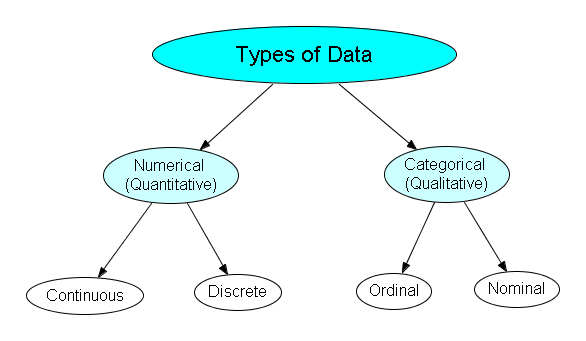 Types of Data
Numerical
(Quantitative)
Categorical
(Qualitative)
Continuous
Discrete
Ordinal
Nominal